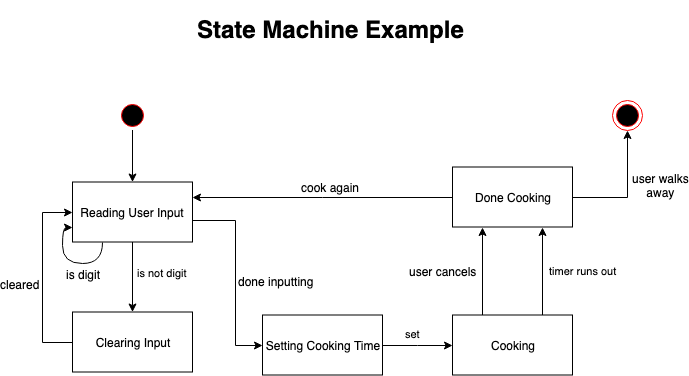 State Machine Example
user walks
away
cook again
Done Cooking
Reading User Input
is digit
is not digit
cleared
done inputting
user cancels
timer runs out
Clearing Input
Setting Cooking Time
set
Cooking